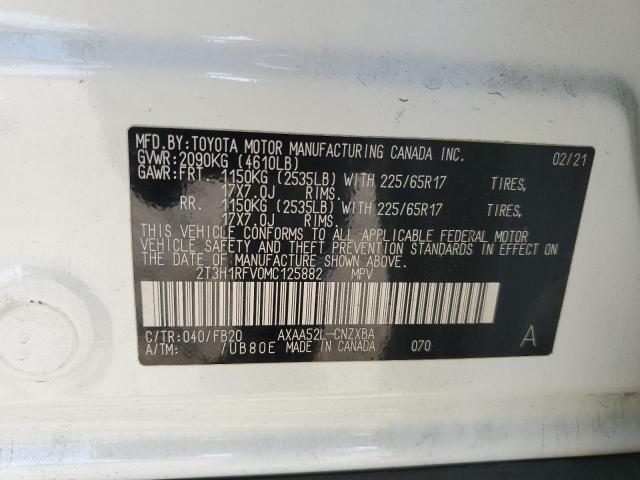 MFD.BY:TOYOTA MOTOR MANUFACTURING CANADA INC. 02/21
GVWR:2090KG (4610LB)
GAWR:FRT. 1150KG (2535LB) WITH 225/65R17 TIRES,
17X7.0J RIMS.
RR. 1150KG (2535LB) WITH 225/65R17 TIRES,
17X7.0J RIMS.
THIS VEHICLE CONFORMS TO ALL APPLICABLE FEDERAL MOTOR
VEHICLE SAFETY AND THEFT PREVENTION STANDARDS IN EFFECT ON
THE DATE OF MANUFACTURE SHOWN ABOVE.
2T3H1RFV0MC125882 MPV
C/TR:040/FB20 AXAA52L-CNZXBA A
A/TM: /UB80E MADE IN CANADA 070